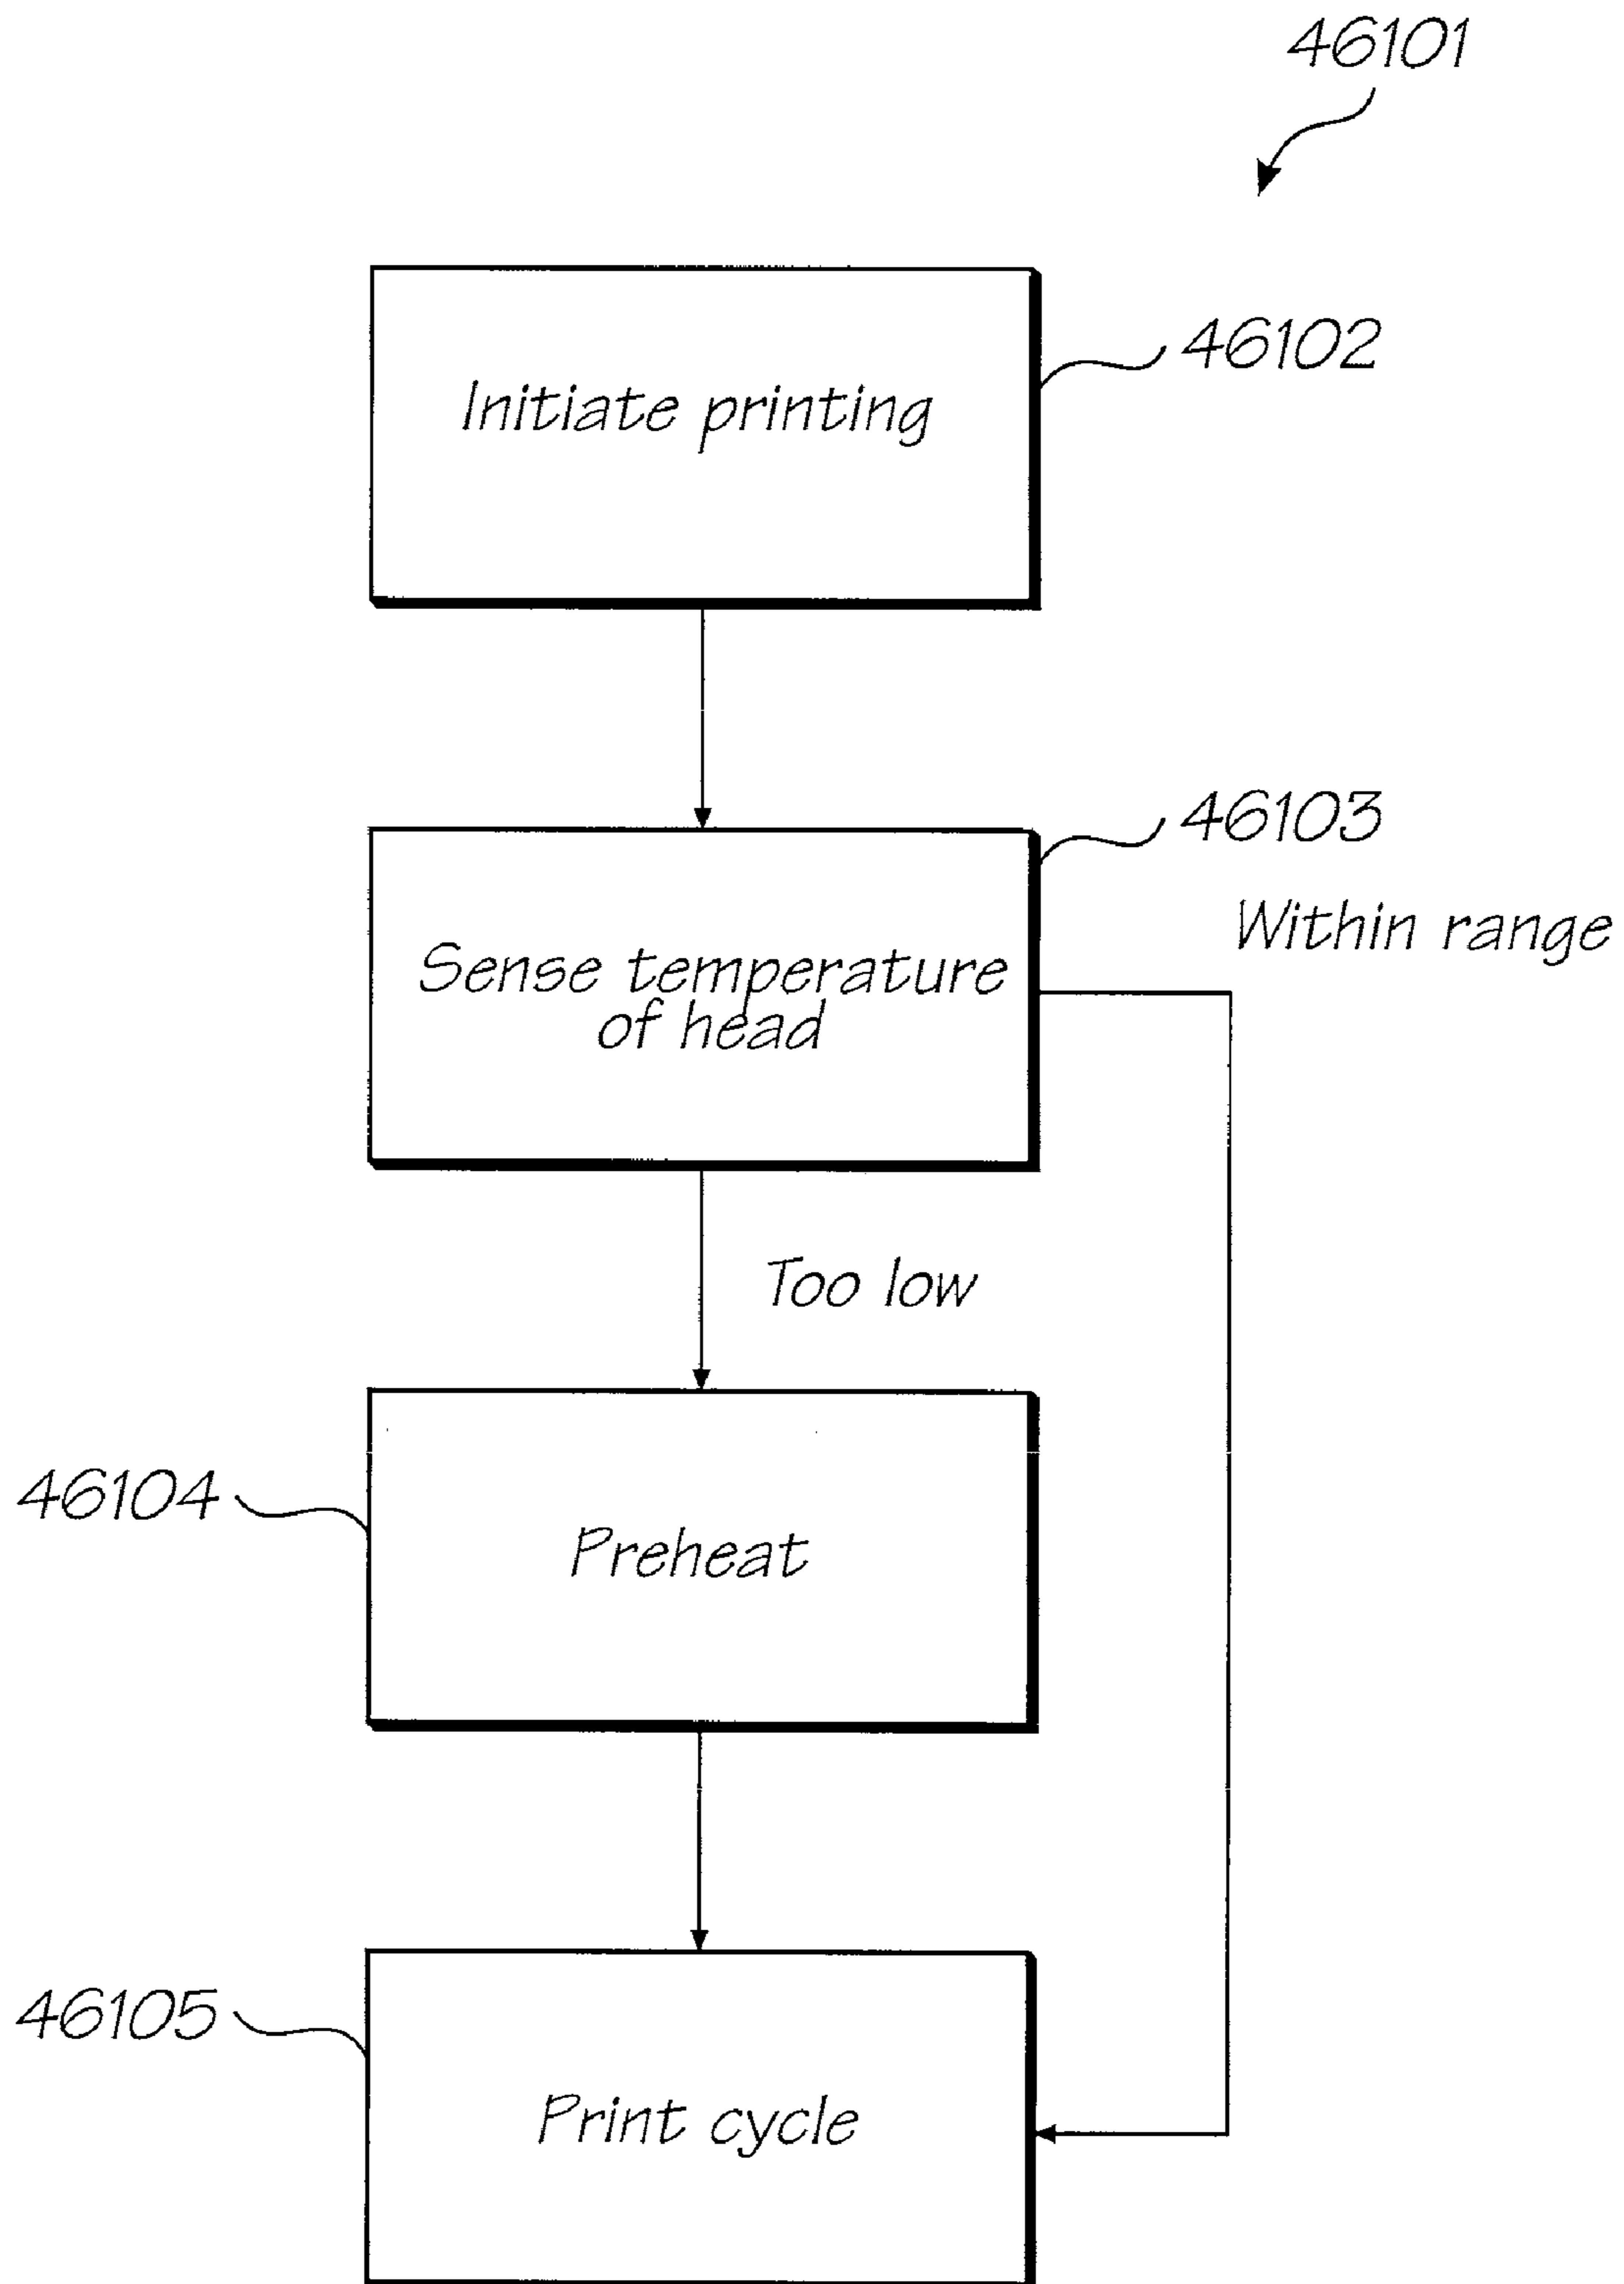 46101
Initiate printing
46102
46103
Within range
Sense temperature
of head
Too low
46104
Preheat
46105
Print cycle